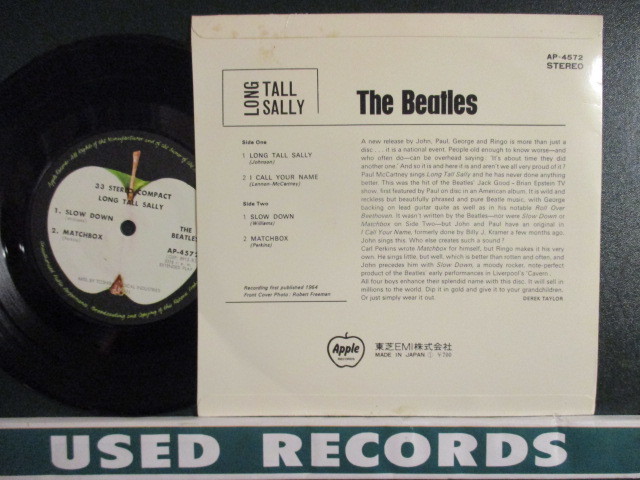 AP-4572
STEREO
LONG
TALL
SALLY
The Beatles
Side One
1 LONG TALL SALLY
(Johnson)
2 I CALL YOUR NAME
(Lennon-McCartney)
Side Two
1 SLOW DOWN
(Williams)
2 MATCHBOX
(Perkins)
Recording first published 1964
Front Cover Photo : Robert Freeman
A new release by John, Paul, George and Ringo is more than just a
disc.... it is a national event. People old enough to know worse—and
who often do—can be overhead saying: 'It's about time they did
another one.' And so it is and here it is and aren't we all very proud of it?
Paul McCartney sings Long Tall Sally and he has never done anything
better. This was the hit of the Beatles' Jack Good – Brian Epstein TV
show, first featured by Paul on disc in an American album. It is wild and
reckless but beautifully phrased and pure Beatle music, with George
harking on lead guitar quite as well as in his notable Roll Over
Beethoven. It wasn't written by the Beatles—nor were Slow Down or
Matchbox on Side Two—but John and Paul have an original in
I Call Your Name, formerly done by Billy J. Kramer a few months ago.
John sings this. Who else creates such a sound?
Carl Perkins wrote Matchbox for himself, but Ringo makes it his very
own. He sings little, but well, which is better than rotten and often, and
John precedes him with Slow Down, a moody rocker, note-perfect
product of the Beatles' early performances in Liverpool's 'Cavern.
All four boys enhance their splendid name with this disc. It will sell in
millions to the world. Dip it in gold and give it to your grandchildren.
Or just simply wear it out.
DEREK TAYLOR
Apple
RECORDS
東芝EMI株式会社
MADE IN JAPAN
33 STEREO COMPACT
LONG TALL SALLY
1. SLOW DOWN
2. MATCHBOX
THE
BEATLES
AP-4572
USED RECORDS